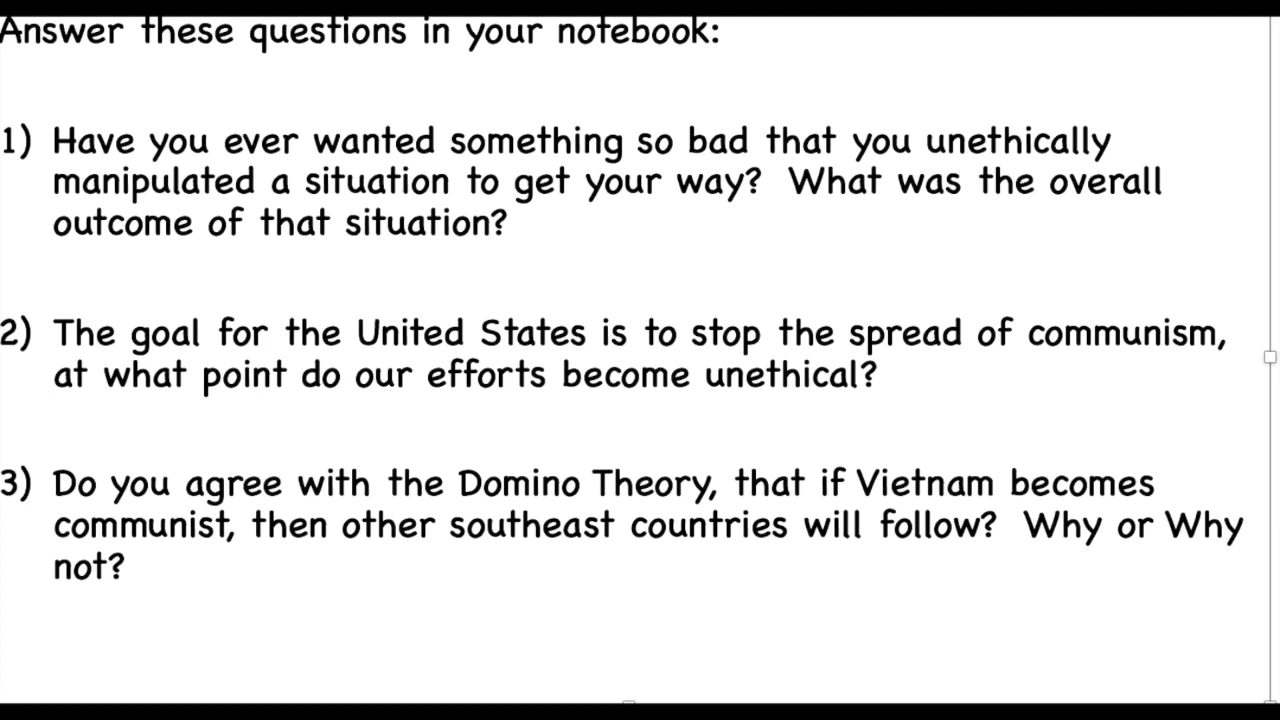 Answer these questions in your notebook:
1) Have you ever wanted something so bad that you unethically
manipulated a situation to get your way? What was the overall
outcome of that situation?
2) The goal for the United States is to stop the spread of communism,
at what point do our efforts become unethical?
3) Do you agree with the Domino Theory, that if Vietnam becomes
communist, then other southeast countries will follow? Why or Why
not?